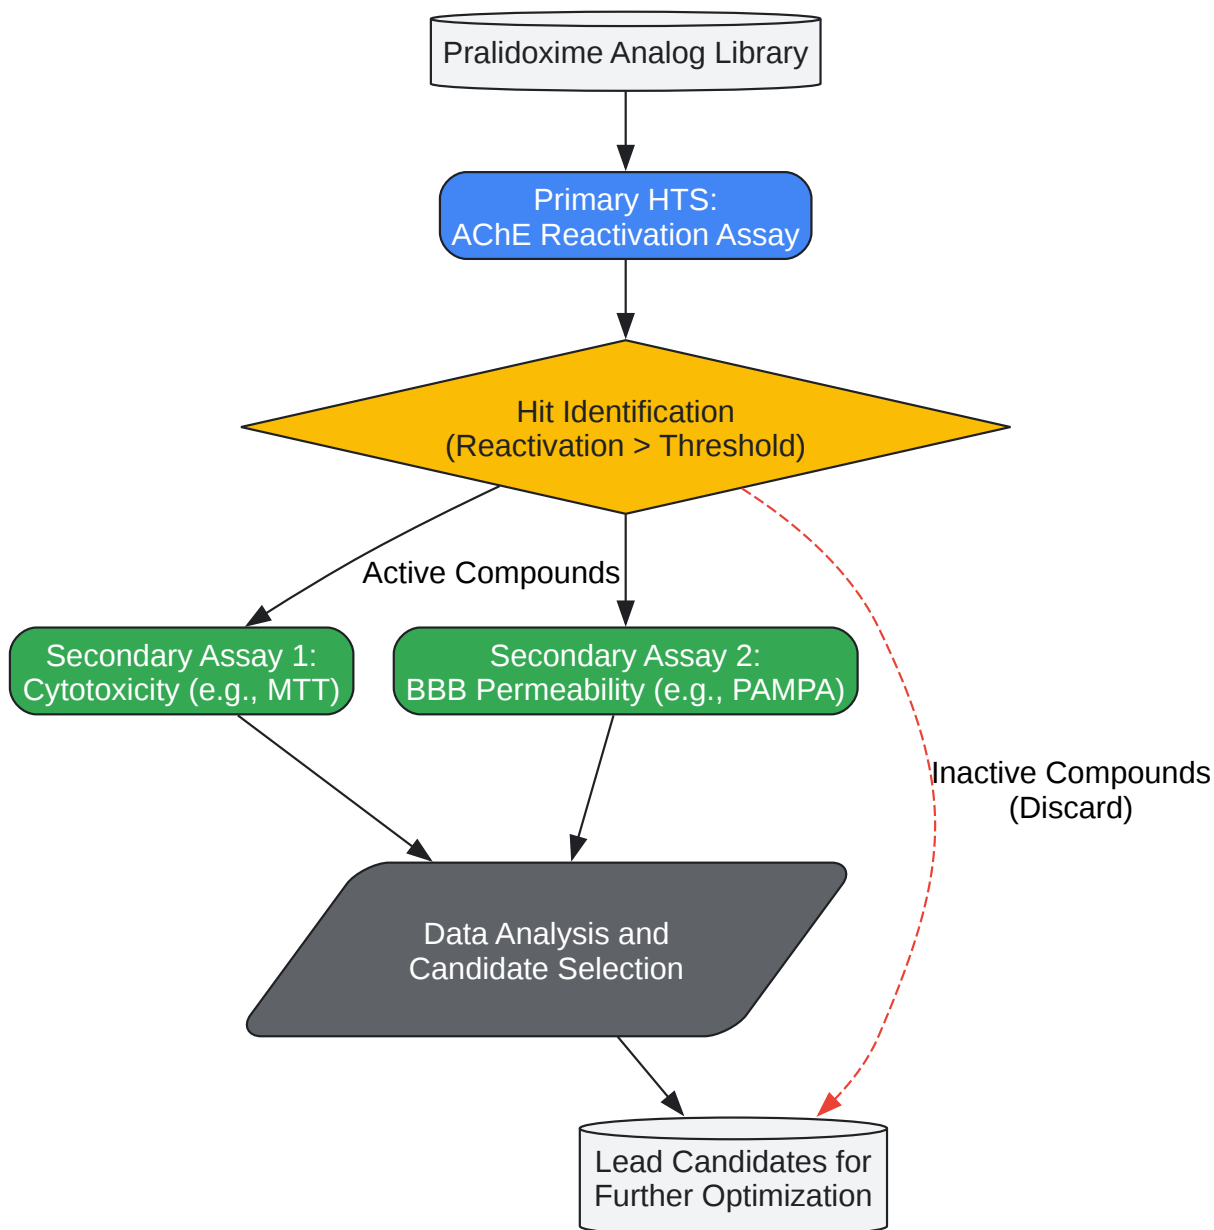 Pralidoxime Analog Library
Primary HTS:
AChE Reactivation Assay
Hit Identification
(Reactivation > Threshold)
Active Compounds
Secondary Assay 1:
Cytotoxicity (e.g., MTT)
Secondary Assay 2:
BBB Permeability (e.g., PAMPA)
Inactive Compounds
(Discard)
Data Analysis and
Candidate Selection
Lead Candidates for
Further Optimization